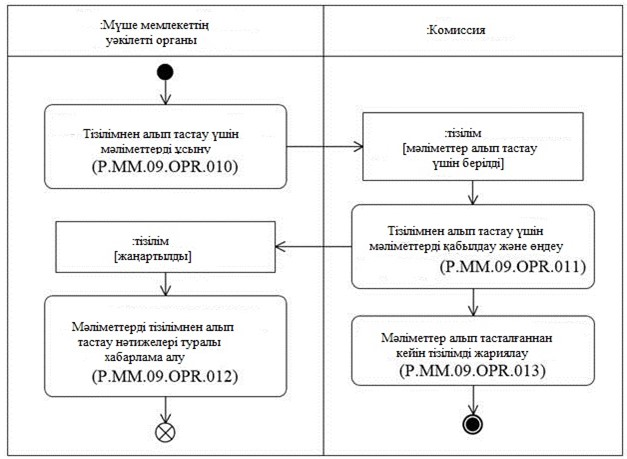 :Мүше мемлекеттің
уәкілетті органы
:Комиссия
Тізілімнен алып тастау үшін
мәліметтерді ұсыну
(P.MM.09.OPR.010)
:тізілім
[мәліметтер алып тастау
үшін берілді]
Тізілімнен алып тастау үшін
мәліметтерді қабылдау және өңдеу
(P.MM.09.OPR.011)
:тізілім
[жаңартылды]
Мәліметтерді тізілімнен алып
тастау нәтижелері туралы
хабарлама алу
(P.MM.09.OPR.012)
Мәліметтер алып тасталғаннан
кейін тізілімді жариялау
(P.MM.09.OPR.013)